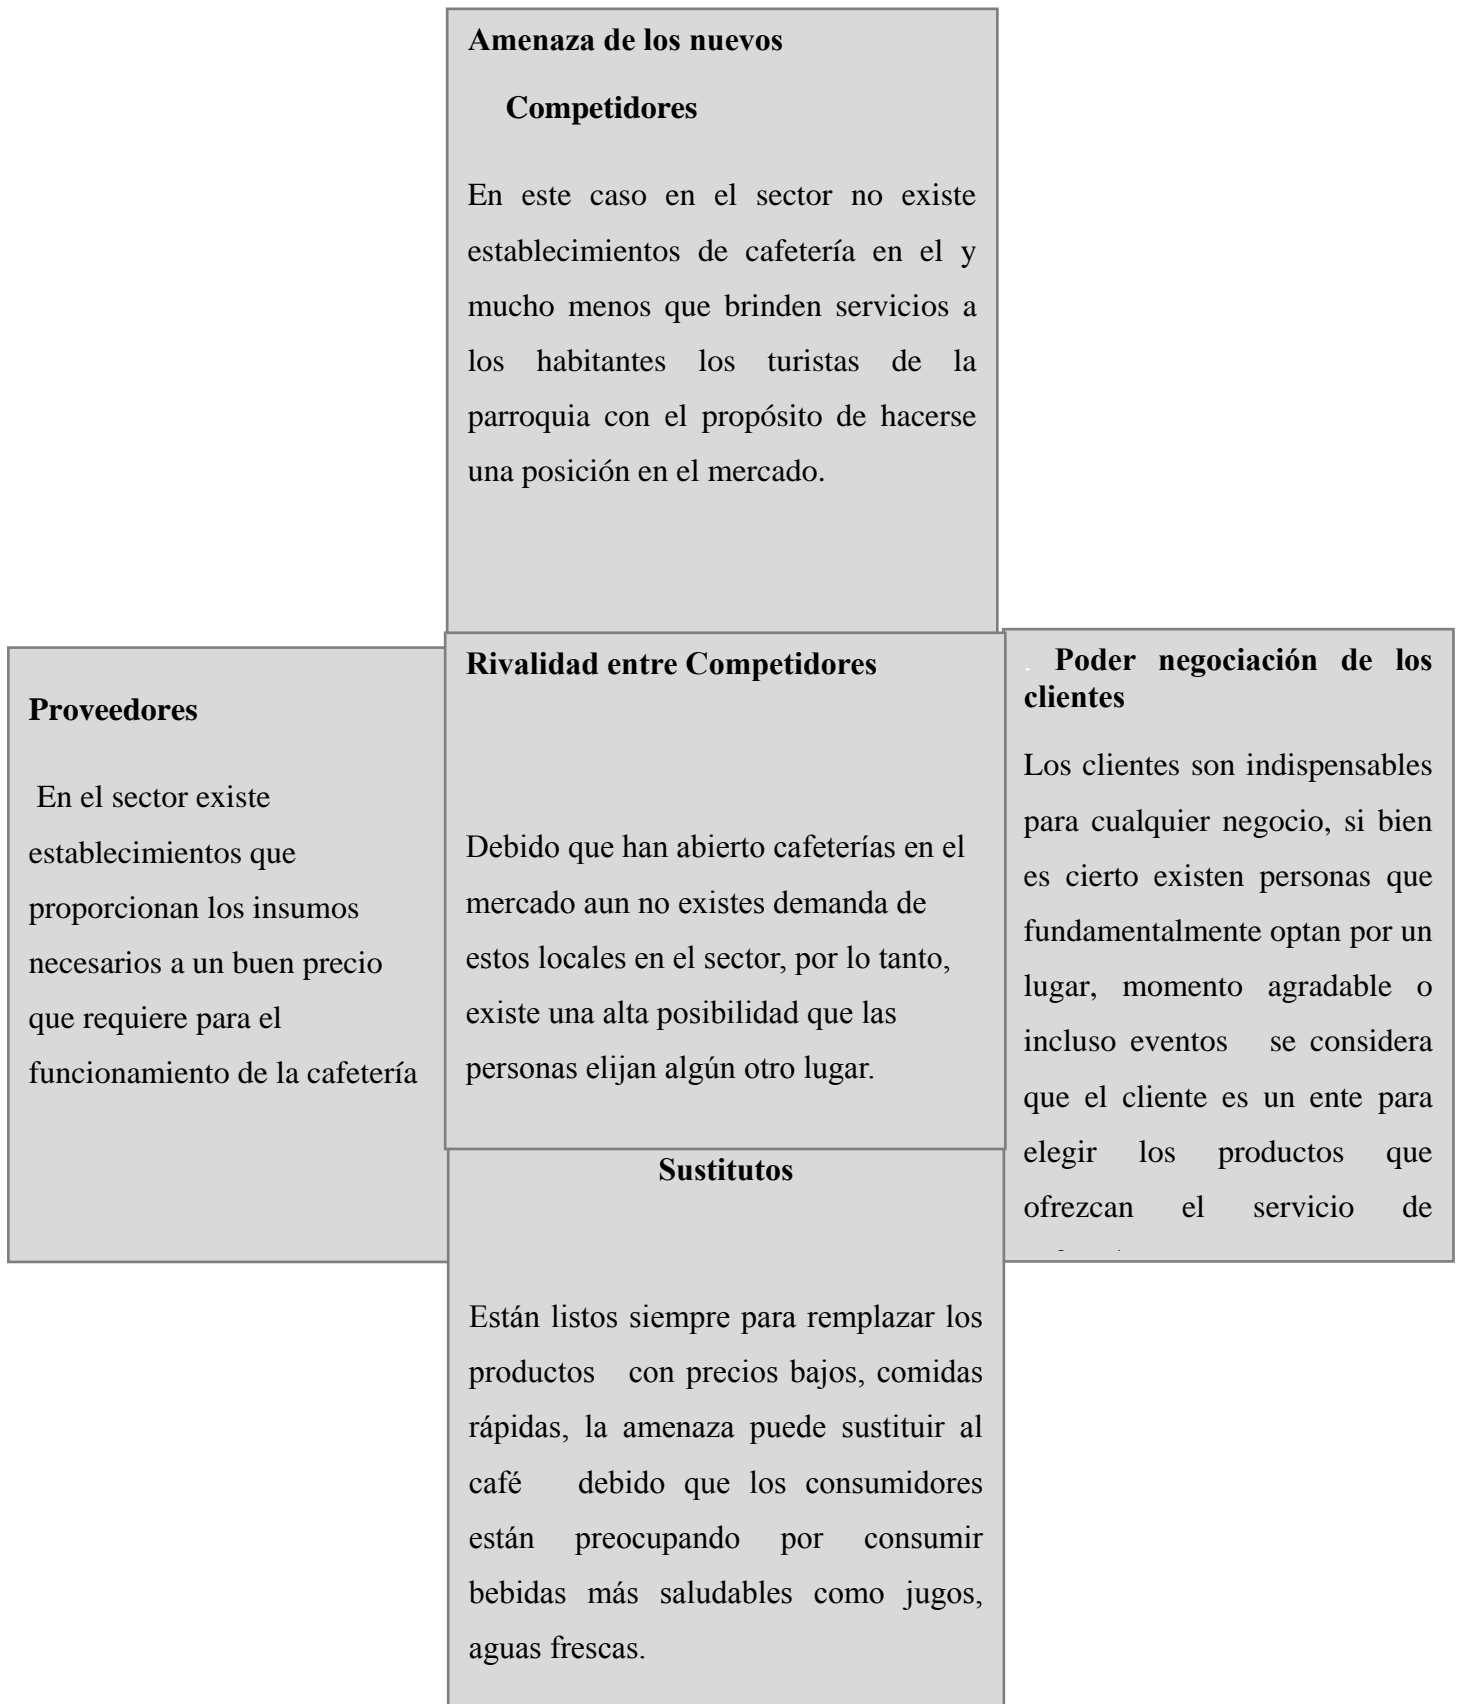 Amenaza de los nuevos
Competidores
En este caso en el sector no existe
establecimientos de cafetería en el y
mucho menos que brinden servicios a
los habitantes los turistas de la
parroquia con el propósito de hacerse
una posición en el mercado.
Proveedores
En el sector existe
establecimientos que
proporcionan los insumos
necesarios a un buen precio
que requiere para el
funcionamiento de la cafetería
Rivalidad entre Competidores
Debido que han abierto cafeterías en el
mercado aun no existes demanda de
estos locales en el sector, por lo tanto,
existe una alta posibilidad que las
personas elijan algún otro lugar.
. Poder negociación de los
clientes
Los clientes son indispensables
para cualquier negocio, si bien
es cierto existen personas que
fundamentalmente optan por un
lugar, momento agradable o
incluso eventos se considera
que el cliente es un ente para
elegir los productos que
ofrezcan el servicio de
Sustitutos
Están listos siempre para remplazar los
productos con precios bajos, comidas
rápidas, la amenaza puede sustituir al
café debido que los consumidores
están preocupando por consumir
bebidas más saludables como jugos,
aguas frescas.